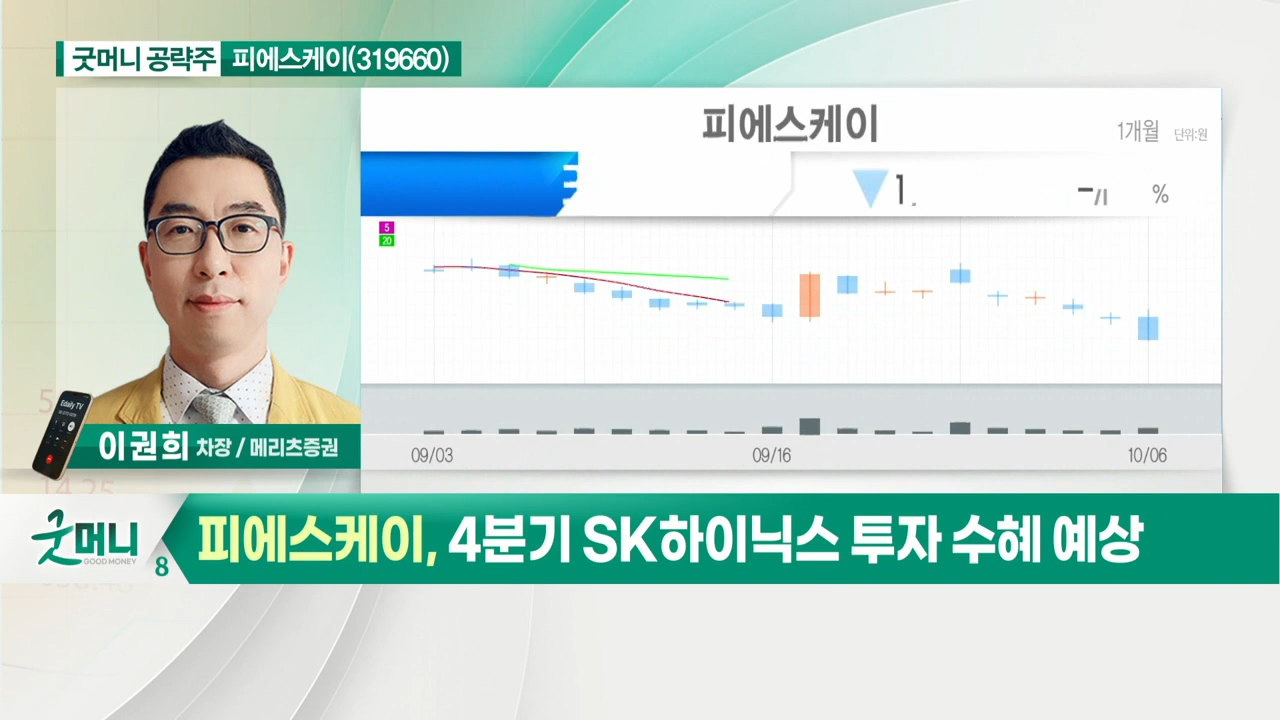 굿머니 공략주 피에스케이(319660)
피에스케이
1개월 단위:원
▼1.
%
5
20
Edaily TV
이권희 차장 / 메리츠증권
09/03 09/16 10/06
굿머니
GOOD MONEY
8
피에스케이, 4분기 SK하이닉스 투자 수혜 예상